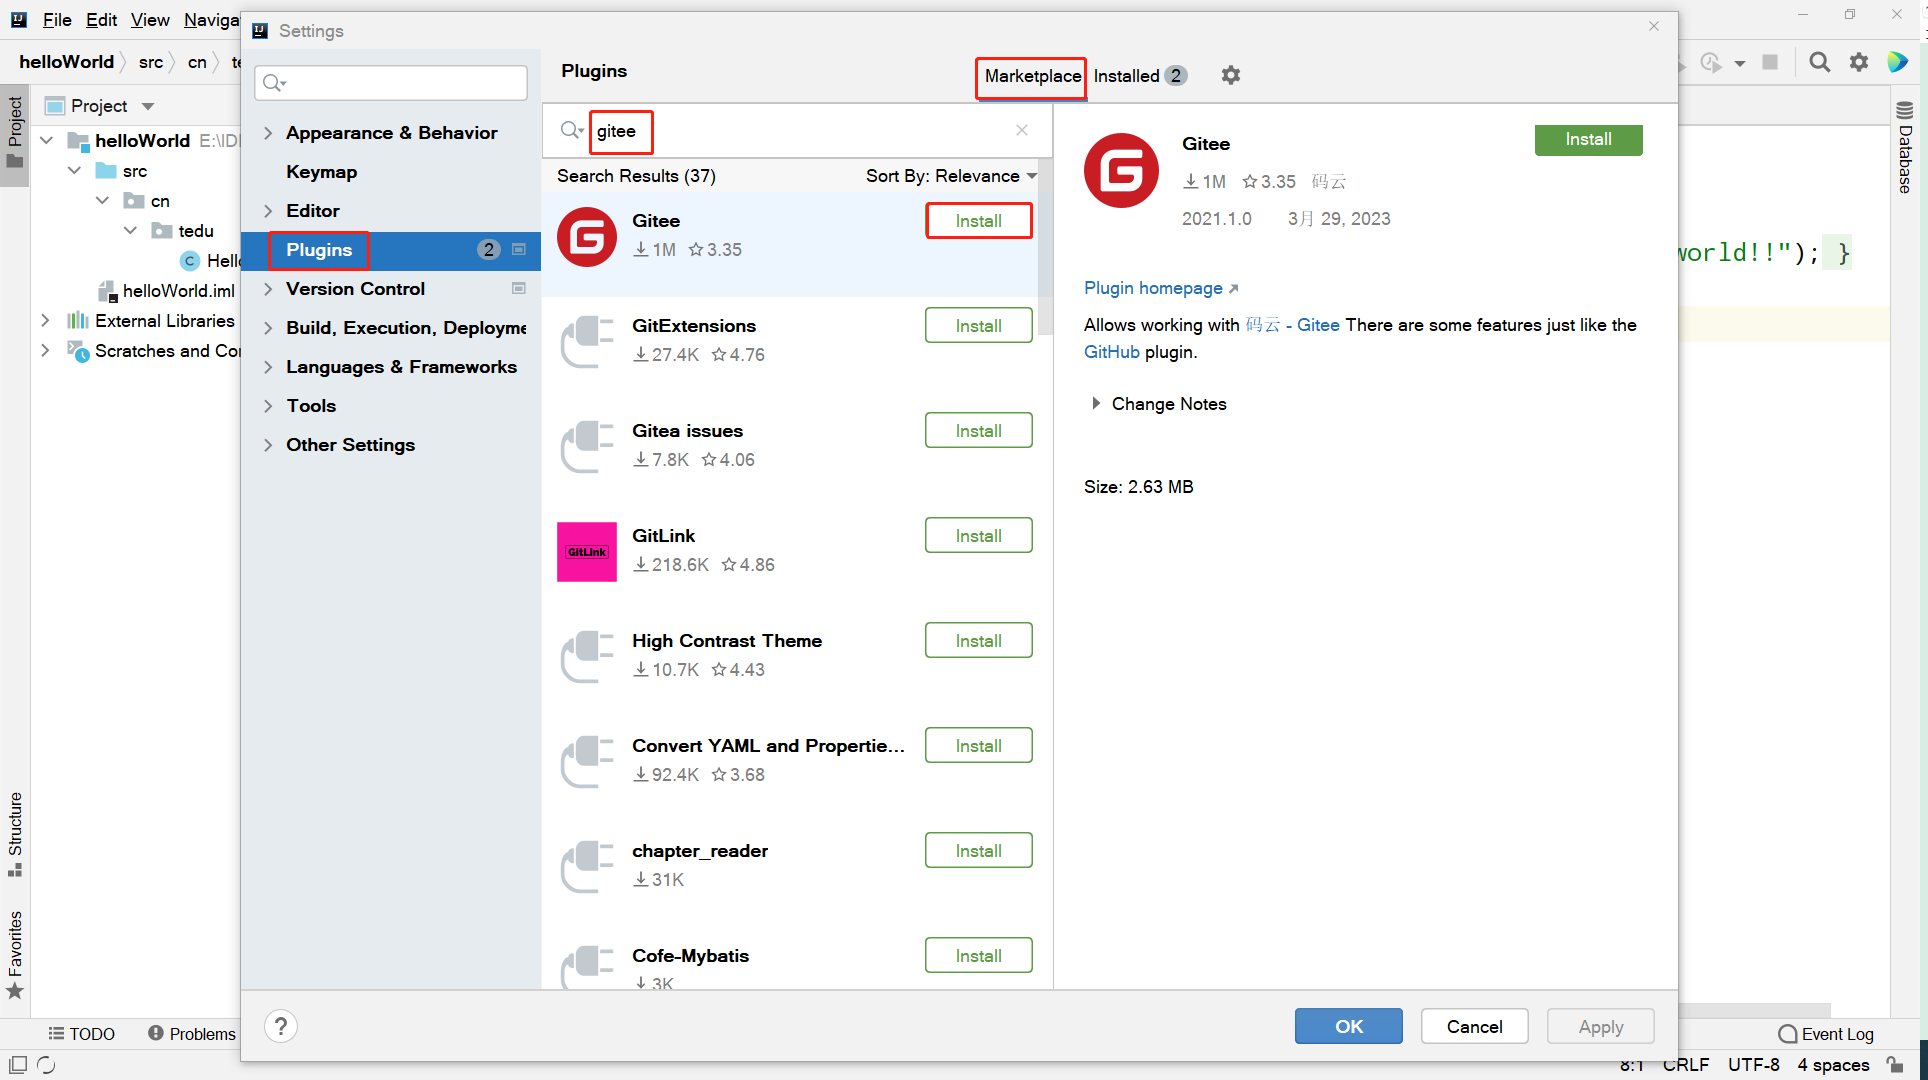 File Edit View Naviga
Settings
helloWorld src cn te
Project
Project
helloWorld E:\ID
src
cn
tedu
C Hell
helloWorld.iml
External Libraries
Scratches and Co
Structure
Favorites
Appearance & Behavior
Keymap
Editor
Plugins 2
Version Control
Build, Execution, Deployme
Languages & Frameworks
Tools
Other Settings
Plugins
Marketplace Installed 2
gitee
Search Results (37) Sort By: Relevance
Gitee Install
1M 3.35
GitExtensions Install
27.4K 4.76
Gitea issues Install
7.8K 4.06
GitLink
GitLink Install
218.6K 4.86
High Contrast Theme Install
10.7K 4.43
Convert YAML and Propertie... Install
92.4K 3.68
chapter_reader Install
31K
Cofe-Mybatis Install
3K
Gitee Install
1M 3.35 码云
2021.1.0 3月 29, 2023
Plugin homepage
Allows working with 码云 - Gitee There are some features just like the
GitHub plugin.
Change Notes
Size: 2.63 MB
world!!"); }
Database
? OK Cancel Apply
TODO Problems Event Log
8:1 CRLF UTF-8 4 spaces